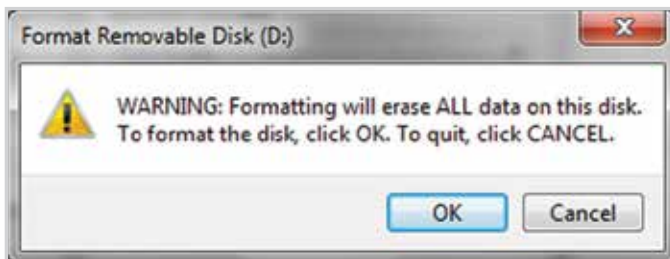 Format Removable Disk (D:)
WARNING: Formatting will erase ALL data on this disk.
To format the disk, click OK. To quit, click CANCEL.
OK Cancel